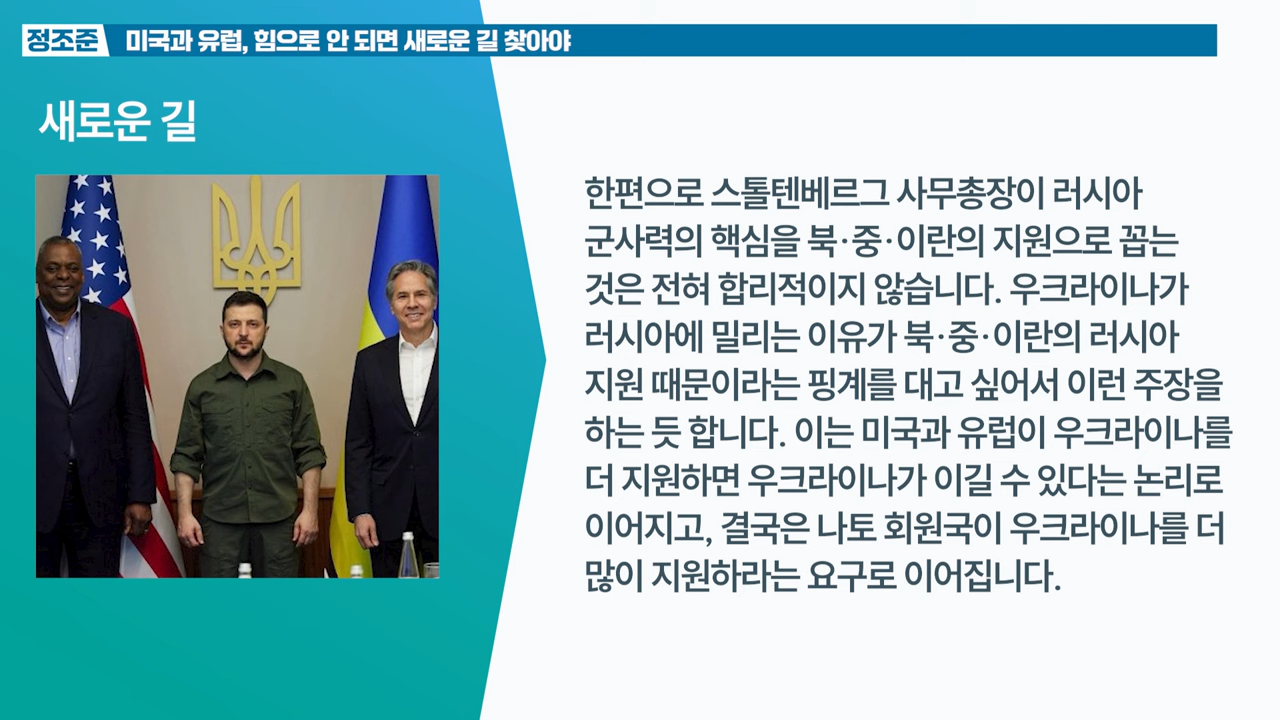 정조준 미국과 유럽, 힘으로 안 되면 새로운 길 찾아야
새로운 길
한편으로 스톨텐베르그 사무총장이 러시아
군사력의 핵심을 북·중·이란의 지원으로 꼽는
것은 전혀 합리적이지 않습니다. 우크라이나가
러시아에 밀리는 이유가 북·중·이란의 러시아
지원 때문이라는 핑계를 대고 싶어서 이런 주장을
하는 듯 합니다. 이는 미국과 유럽이 우크라이나를
더 지원하면 우크라이나가 이길 수 있다는 논리로
이어지고, 결국은 나토 회원국이 우크라이나를 더
많이 지원하라는 요구로 이어집니다.